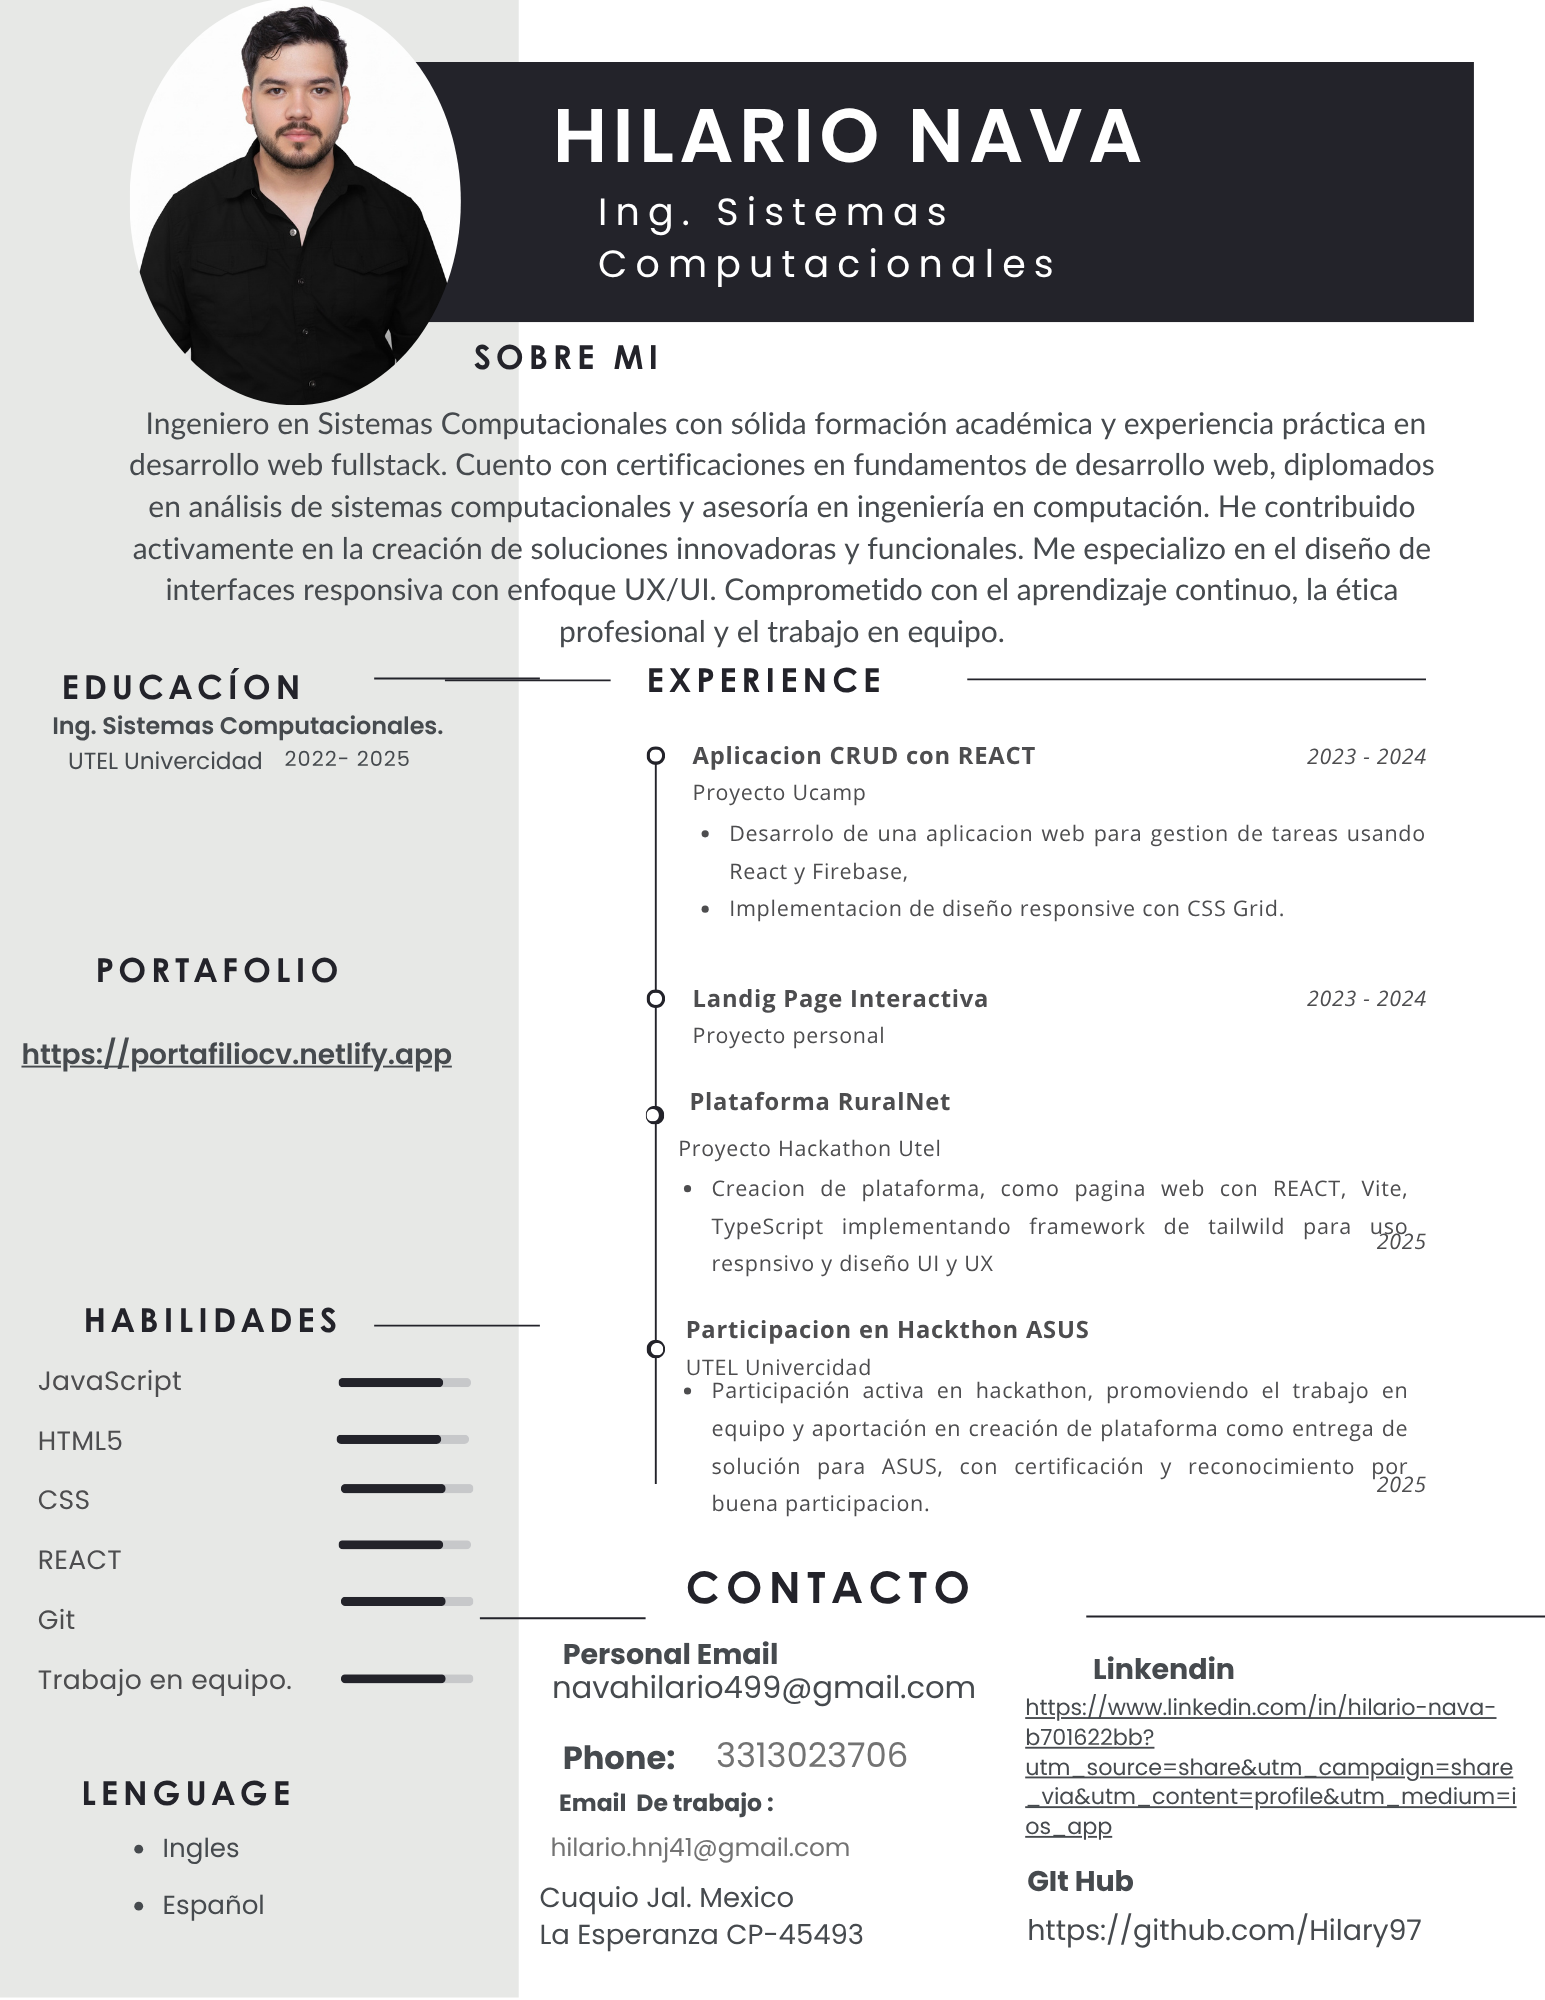 HILARIO NAVA
Ing. Sistemas
Computacionales
SOBRE MI
Ingeniero en Sistemas Computacionales con sólida formación académica y experiencia práctica en
desarrollo web fullstack. Cuento con certificaciones en fundamentos de desarrollo web, diplomados
en análisis de sistemas computacionales y asesoría en ingeniería en computación. He contribuido
activamente en la creación de soluciones innovadoras y funcionales. Me especializo en el diseño de
interfaces responsiva con enfoque UX/UI. Comprometido con el aprendizaje continuo, la ética
profesional y el trabajo en equipo.
EDUCACÍON
Ing. Sistemas Computacionales.
UTEL Univercidad 2022- 2025
PORTAFOLIO
https://portafiliocv.netlify.app
HABILIDADES
JavaScript
HTML5
CSS
REACT
Git
Trabajo en equipo.
LENGUAGE
• Ingles
• Español
EXPERIENCE
Aplicacion CRUD con REACT 2023 - 2024
Proyecto Ucamp
• Desarrolo de una aplicacion web para gestion de tareas usando
React y Firebase,
• Implementacion de diseño responsive con CSS Grid.
Landig Page Interactiva 2023 - 2024
Proyecto personal
Plataforma RuralNet
Proyecto Hackathon Utel
• Creacion de plataforma, como pagina web con REACT, Vite,
TypeScript implementando framework de tailwild para uso
2025
respnsivo y diseño UI y UX
Participacion en Hackthon ASUS
UTEL Univercidad
• Participación activa en hackathon, promoviendo el trabajo en
equipo y aportación en creación de plataforma como entrega de
solución para ASUS, con certificación y reconocimiento por
2025
buena participacion.
CONTACTO
Personal Email
navahilario499@gmail.com
Phone: 3313023706
Email De trabajo :
hilario.hnj41@gmail.com
Cuquio Jal. Mexico
La Esperanza CP-45493
Linkendin
https://www.linkedin.com/in/hilario-nava-
b701622bb?
utm_source=share&utm_campaign=share
_via&utm_content=profile&utm_medium=i
os_app
GIt Hub
https://github.com/Hilary97